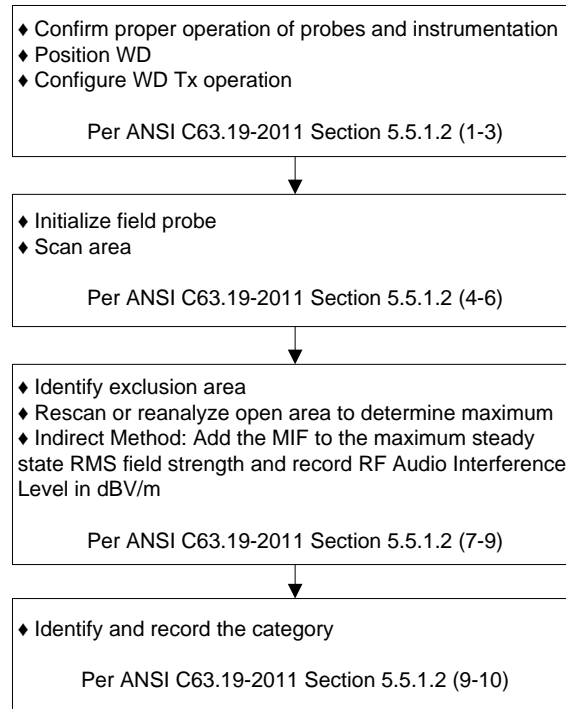 ♦ Confirm proper operation of probes and instrumentation
♦ Position WD
♦ Configure WD Tx operation
Per ANSI C63.19-2011 Section 5.5.1.2 (1-3)
♦ Initialize field probe
♦ Scan area
Per ANSI C63.19-2011 Section 5.5.1.2 (4-6)
♦ Identify exclusion area
♦ Rescan or reanalyze open area to determine maximum
♦ Indirect Method: Add the MIF to the maximum steady
state RMS field strength and record RF Audio Interference
Level in dBV/m
Per ANSI C63.19-2011 Section 5.5.1.2 (7-9)
♦ Identify and record the category
Per ANSI C63.19-2011 Section 5.5.1.2 (9-10)